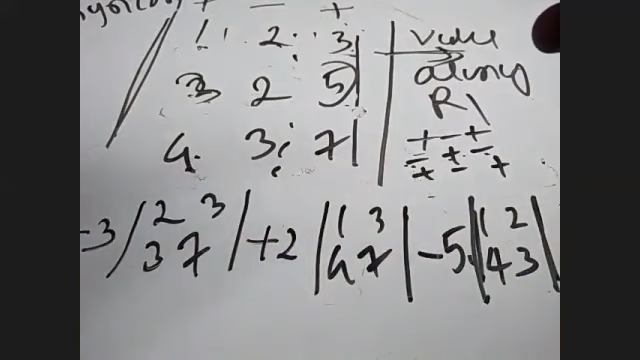 + - +
1 2 3 Value
3 2 5 along
R1
4 3 7 + - +
- + -
+ - +
-3 |2 3| + 2 |1 3| - 5 |1 2|
|3 7| |4 7| |4 3|